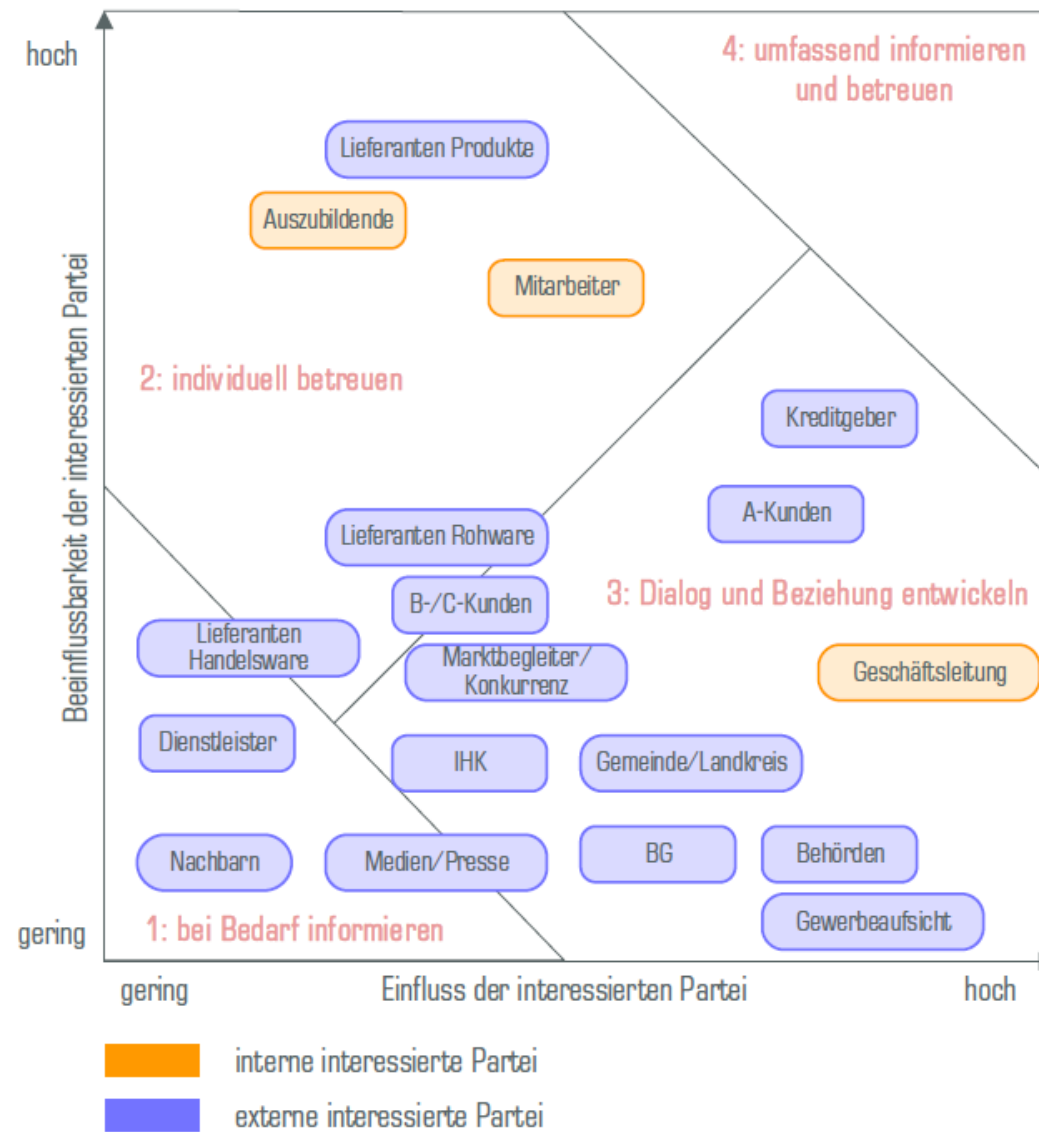 hoch
4: umfassend informieren
und betreuen
Lieferanten Produkte
Auszubildende
Mitarbeiter
Beeinflussbarkeit der interessierten Partei
2: individuell betreuen
Kreditgeber
A-Kunden
Lieferanten Rohware
B-/C-Kunden
3: Dialog und Beziehung entwickeln
Lieferanten
Handelsware
Marktbegleiter/
Konkurrenz
Geschäftsleitung
Dienstleister
IHK
Gemeinde/Landkreis
Nachbarn
Medien/Presse
BG
Behörden
Gewerbeaufsicht
1: bei Bedarf informieren
gering
gering
Einfluss der interessierten Partei
hoch
interne interessierte Partei
externe interessierte Partei